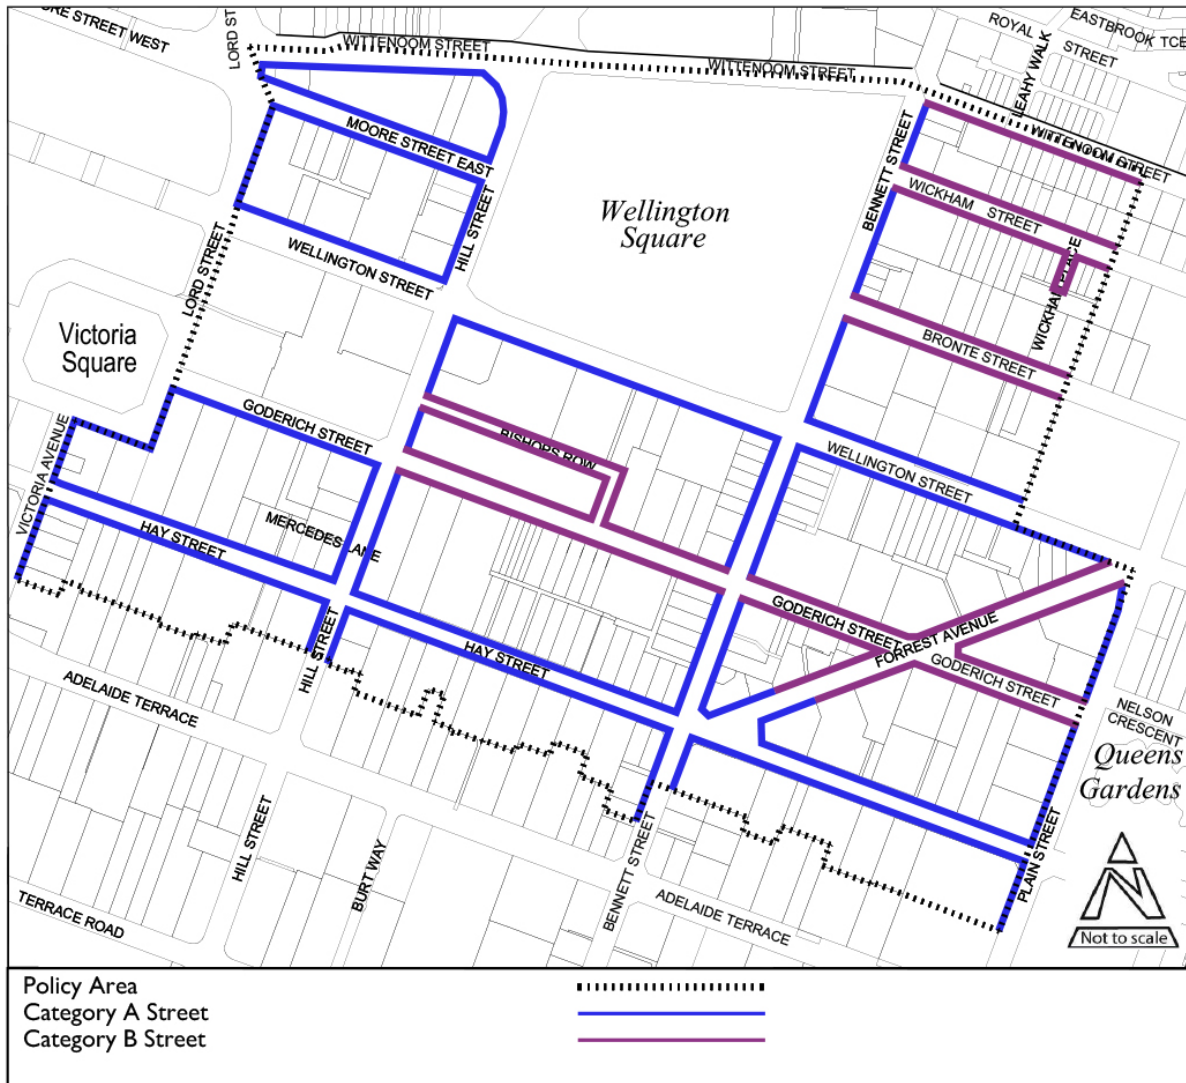 RE STREET WEST
LORD ST
WITTENOOM STREET
WITTENOOM STREET
ROYAL STREET
EASTBROOK TCE
LEAHY WALK
WITTENOOM STREET
MOORE STREET EAST
BENNETT STREET
WICKHAM STREET
Wellington
Square
HILL STREET
WELLINGTON STREET
LORD STREET
WICKHAM PLACE
BRONTE STREET
Victoria
Square
GODERICH STREET
VICTORIA AVENUE
BISHOPS ROW
WELLINGTON STREET
HAY STREET
MERCEDES LANE
GODERICH STREET
FORREST AVENUE
GODERICH STREET
HILL STREET
HAY STREET
ADELAIDE TERRACE
NELSON
CRESCENT
Queens
Gardens
HILL STREET
BURT WAY
BENNETT STREET
PLAIN STREET
TERRACE ROAD
ADELAIDE TERRACE
N
Not to scale
Policy Area
Category A Street
Category B Street